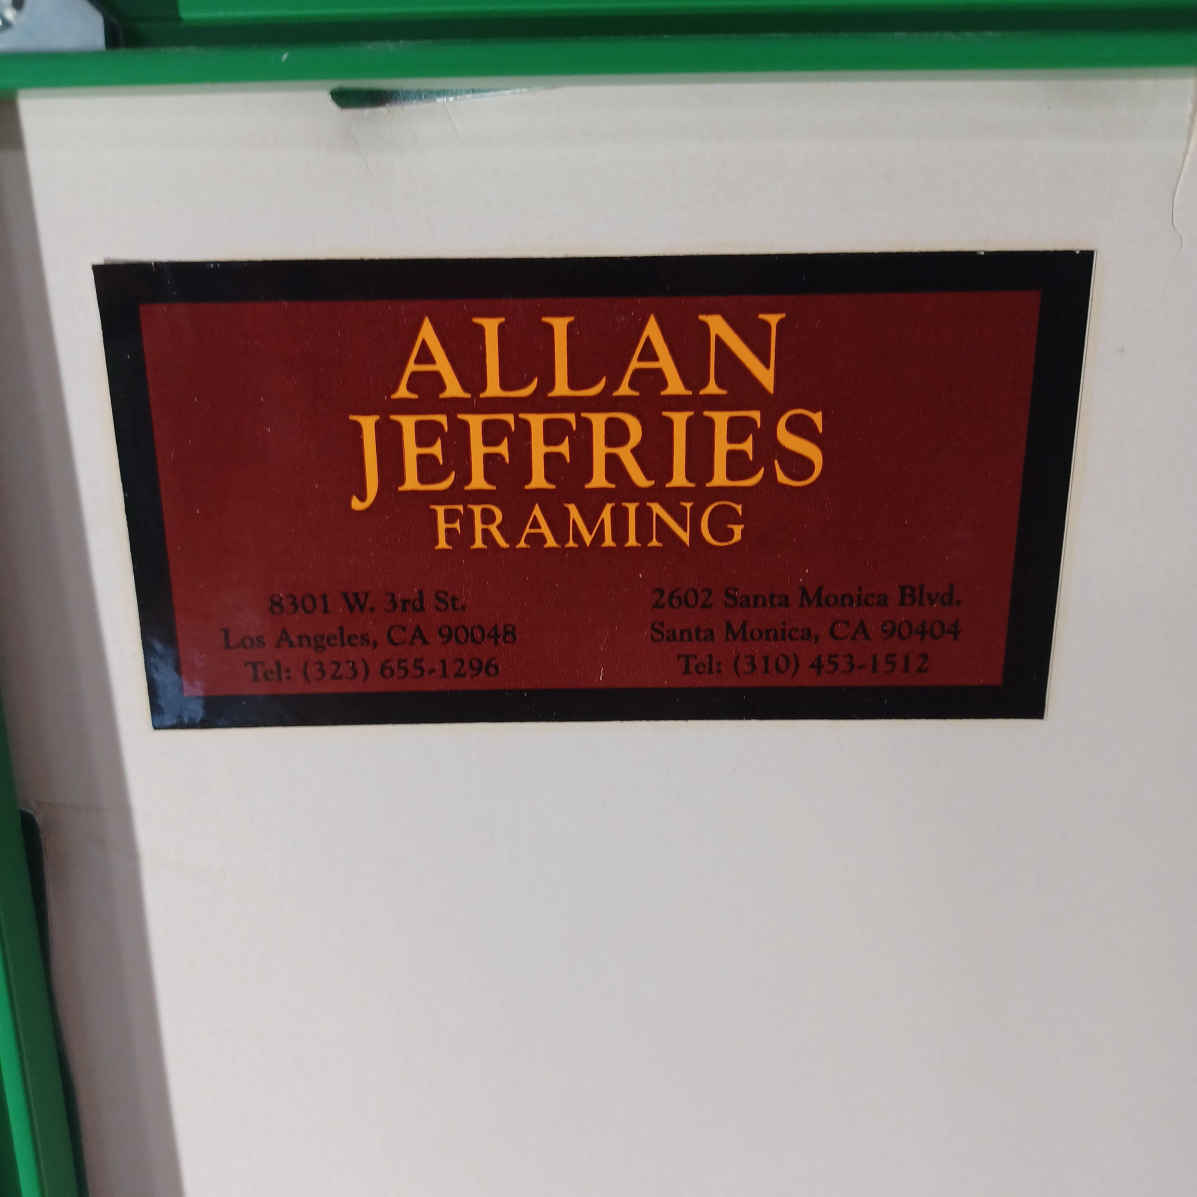 ALLAN
JEFFRIES
FRAMING
8301 W. 3rd St.
Los Angeles, CA 90048
Tel: (323) 655-1296
2602 Santa Monica Blvd.
Santa Monica, CA 90404
Tel: (310) 453-1512